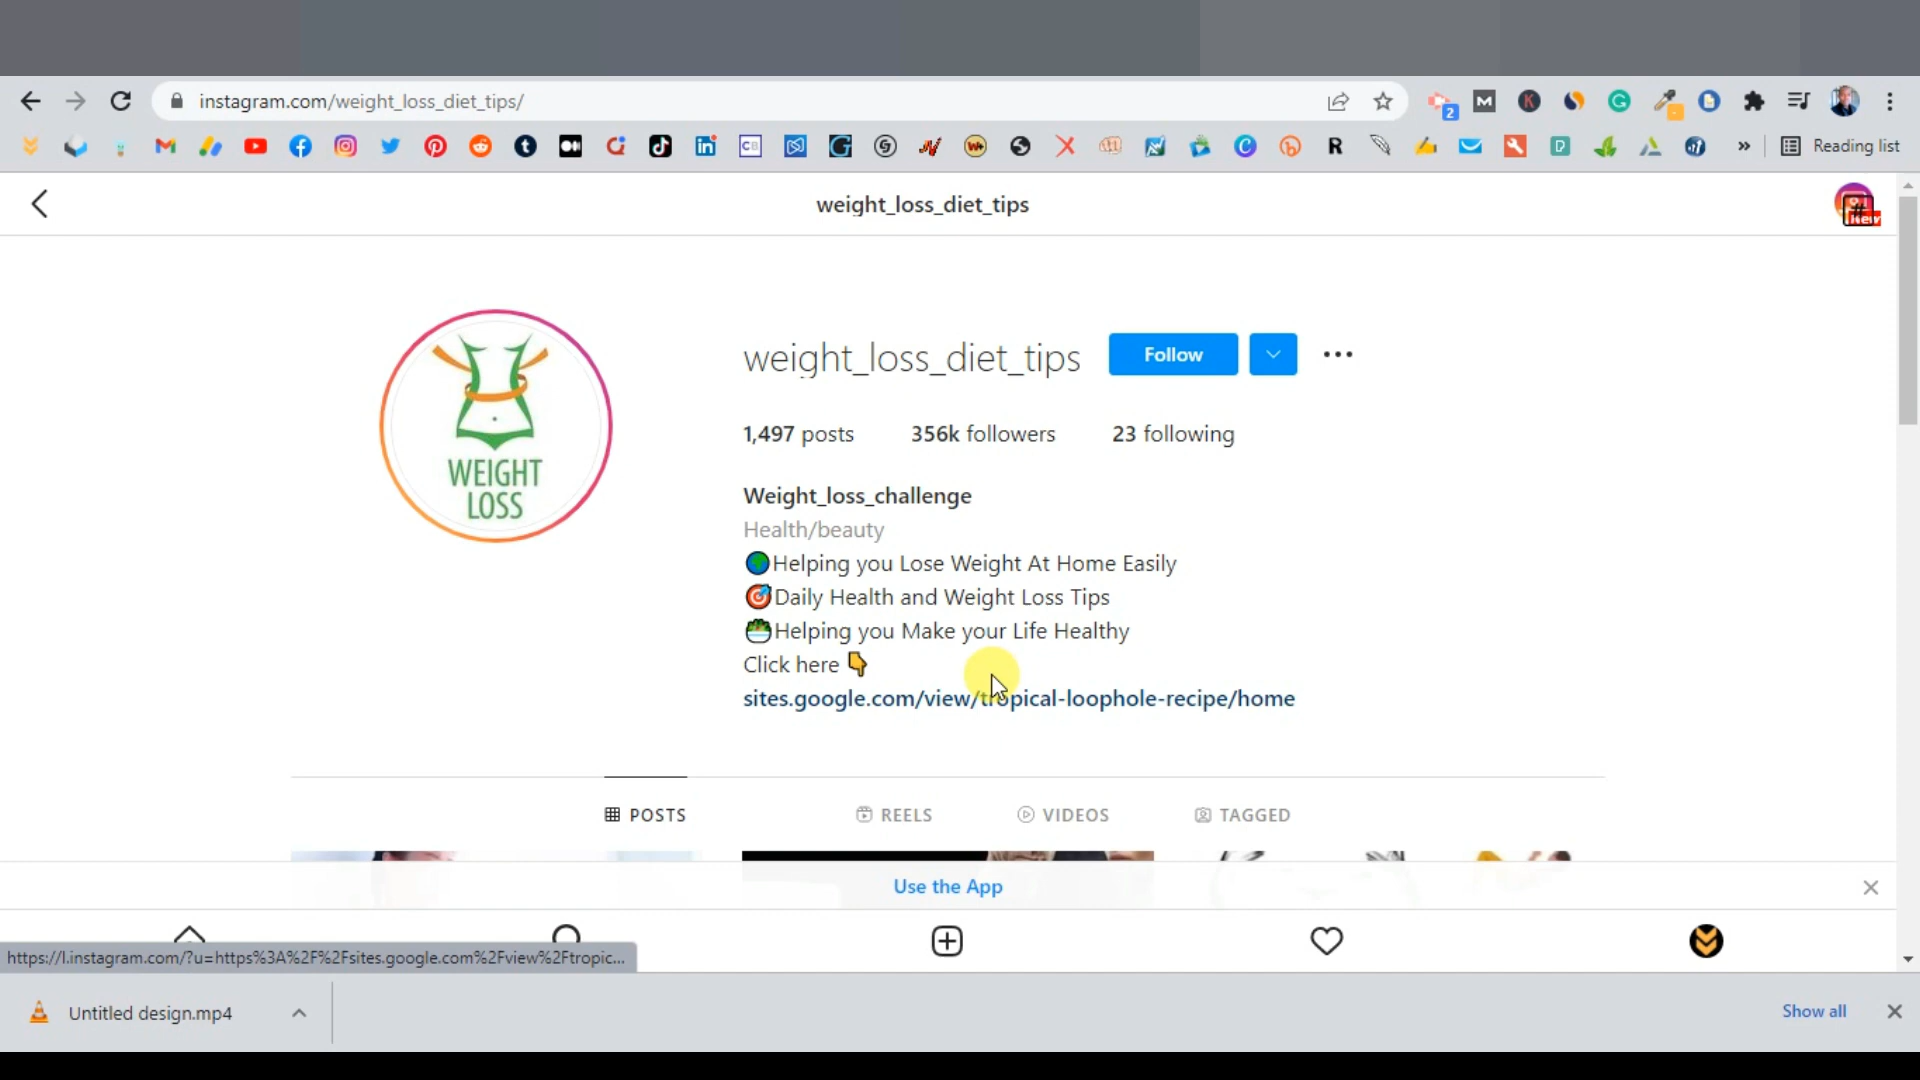 instagram.com/weight_loss_diet_tips/
2
Reading list
weight_loss_diet_tips
WEIGHT
LOSS
weight_loss_diet_tips
Follow
1,497 posts 356k followers 23 following
Weight_loss_challenge
Health/beauty
Helping you Lose Weight At Home Easily
Daily Health and Weight Loss Tips
Helping you Make your Life Healthy
Click here
sites.google.com/view/tropical-loophole-recipe/home
POSTS REELS VIDEOS TAGGED
Use the App
https://l.instagram.com/?u=https%3A%2F%2Fsites.google.com%2Fview%2Ftropic...
Untitled design.mp4
Show all